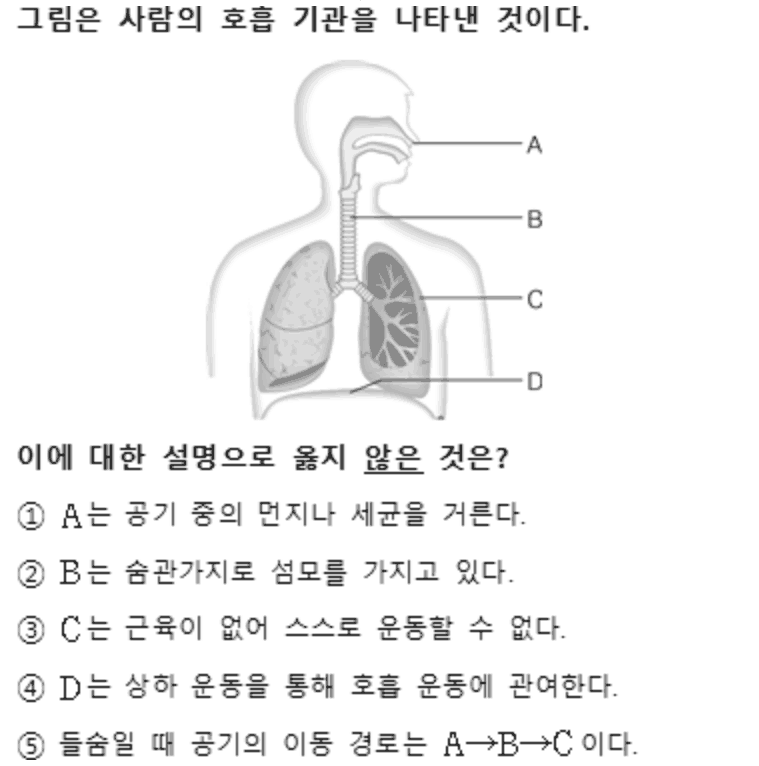 그림은 사람의 호흡 기관을 나타낸 것이다.
A
B
C
D
이에 대한 설명으로 옳지 않은 것은?
① A는 공기 중의 먼지나 세균을 거른다.
② B는 숨관가지로 섬모를 가지고 있다.
③ C는 근육이 없어 스스로 운동할 수 없다.
④ D는 상하 운동을 통해 호흡 운동에 관여한다.
⑤ 들숨일 때 공기의 이동 경로는 A→B→C이다.